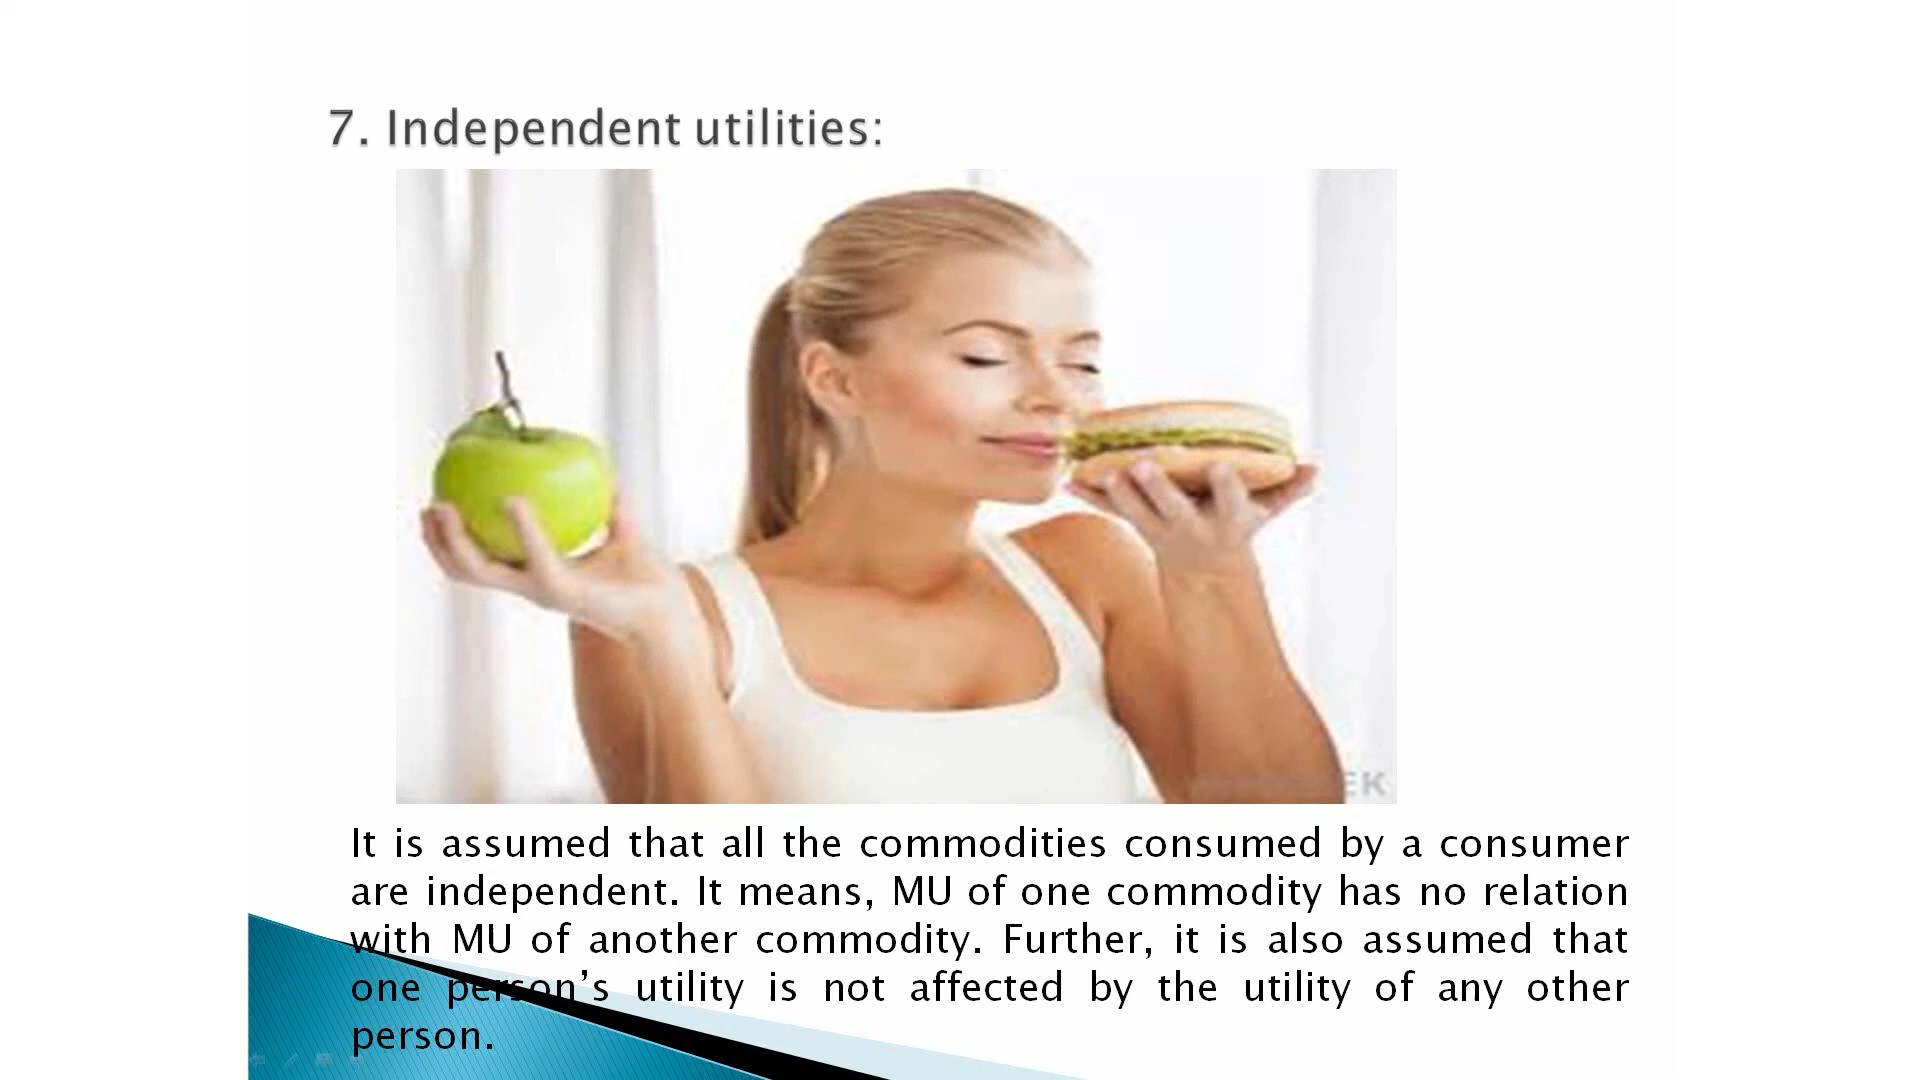 7. Independent utilities:
EK
It is assumed that all the commodities consumed by a consumer
are independent. It means, MU of one commodity has no relation
with MU of another commodity. Further, it is also assumed that
one person's utility is not affected by the utility of any other
person.